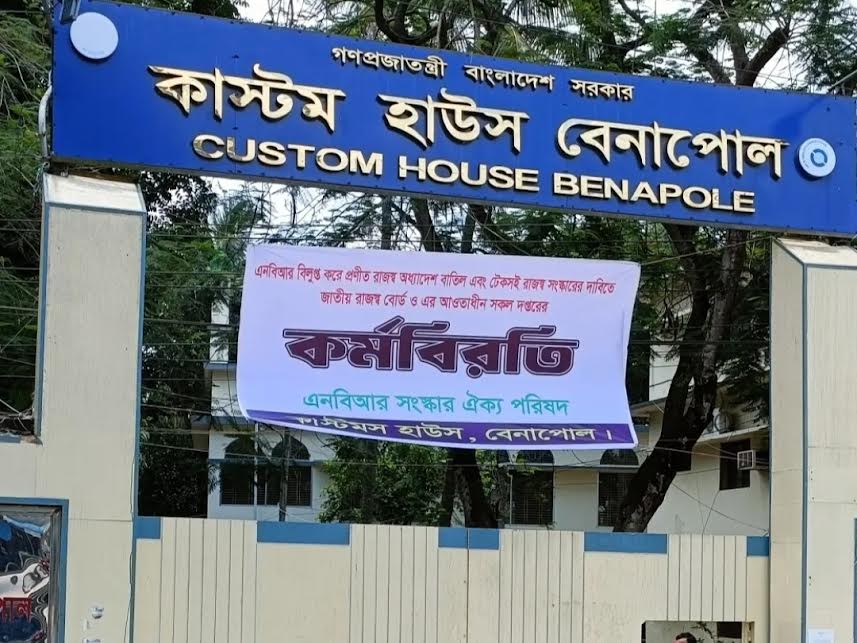 গণপ্রজাতন্ত্রী বাংলাদেশ সরকার
কাস্টম হাউস বেনাপোল
CUSTOM HOUSE BENAPOLE
এনবিআর বিলুপ্ত করে প্রণীত রাজস্ব অধ্যাদেশ বাতিল এবং টেকসই রাজস্ব সংস্কারের দাবিতে
জাতীয় রাজস্ব বোর্ড ও এর আওতাধীন সকল দপ্তরের
কর্মবিরতি
এনবিআর সংস্কার ঐক্য পরিষদ
কাস্টমস হাউস, বেনাপোল।